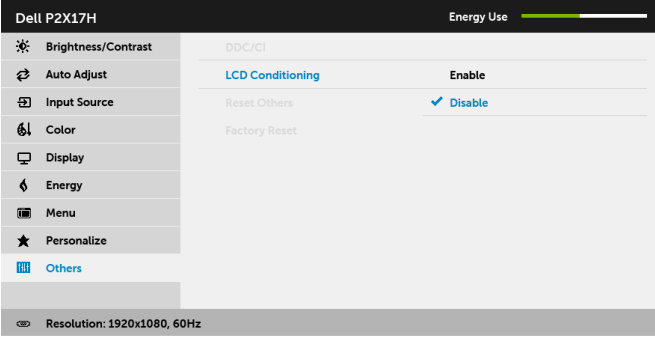 Dell P2X17H
Energy Use
Brightness/Contrast
Auto Adjust
Input Source
Color
Display
Energy
Menu
Personalize
Others
DDC/CI
LCD Conditioning
Enable
Reset Others
Disable
Factory Reset
Resolution: 1920x1080, 60Hz